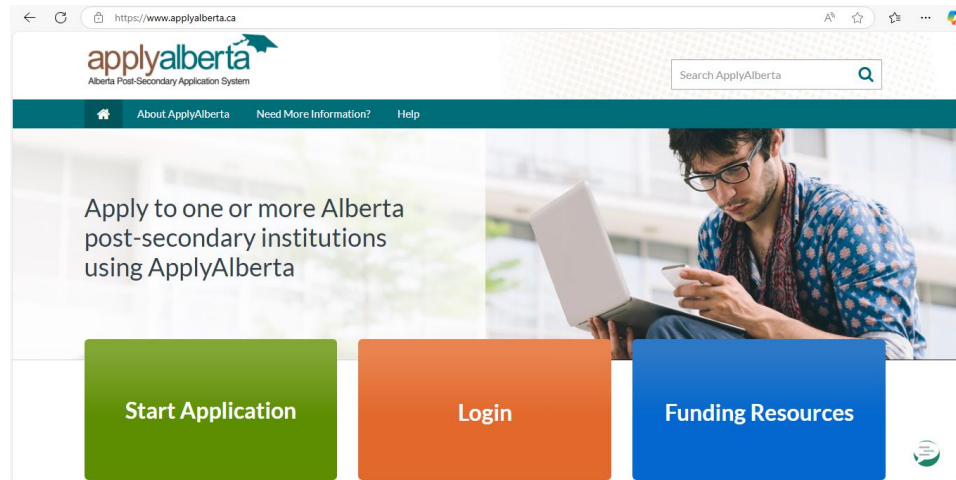 https://www.applyalberta.ca
applyalberta
Alberta Post-Secondary Application System
Search ApplyAlberta
About ApplyAlberta Need More Information? Help
Apply to one or more Alberta
post-secondary institutions
using ApplyAlberta
Start Application
Login
Funding Resources